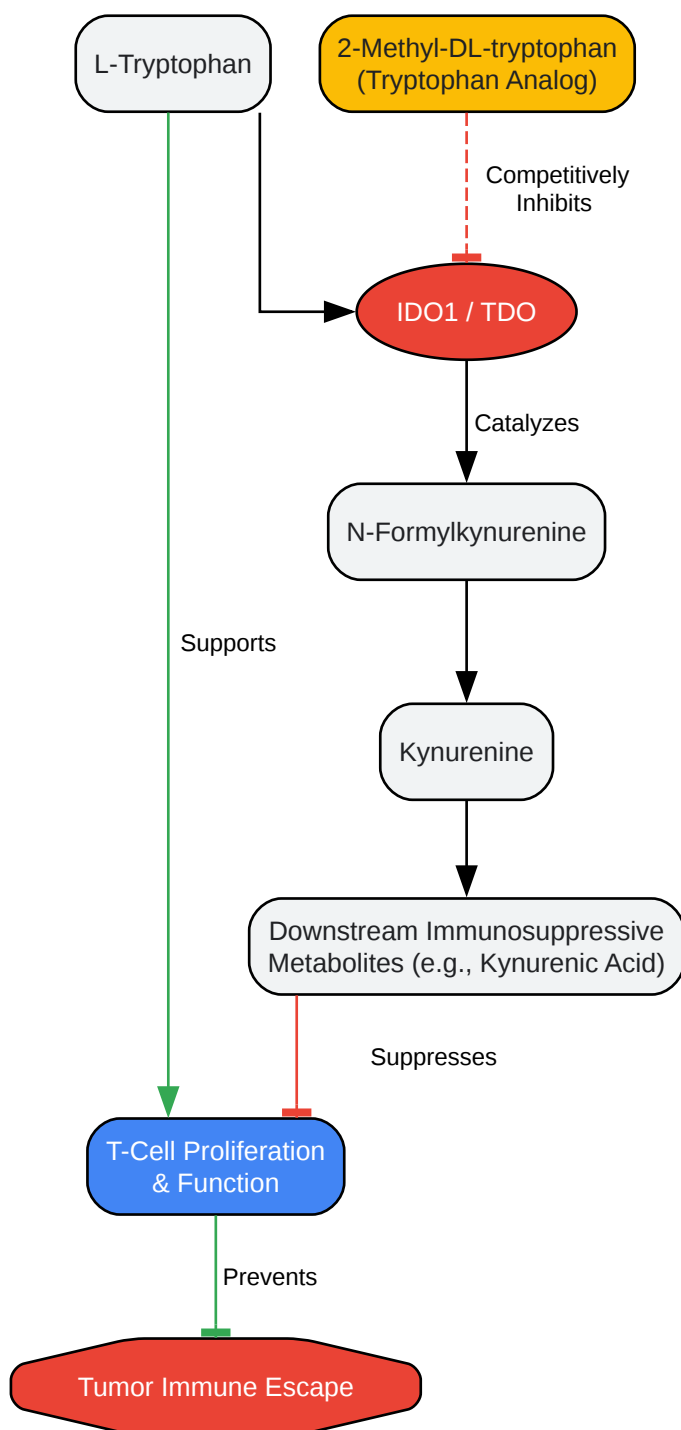 L-Tryptophan
2-Methyl-DL-tryptophan
(Tryptophan Analog)
Competitively
Inhibits
IDO1 / TDO
Catalyzes
N-Formylkynurenine
Supports
Kynurenine
Downstream Immunosuppressive
Metabolites (e.g., Kynurenic Acid)
Suppresses
T-Cell Proliferation
& Function
Prevents
Tumor Immune Escape